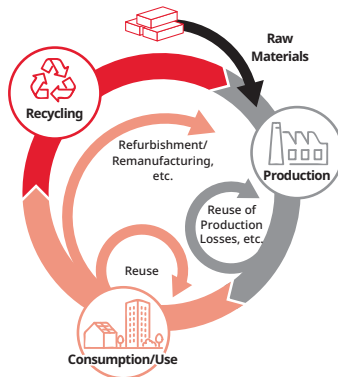 Raw
Materials
Recycling
Refurbishment/
Remanufacturing,
etc.
Production
Reuse of
Production
Losses, etc.
Reuse
Consumption/Use